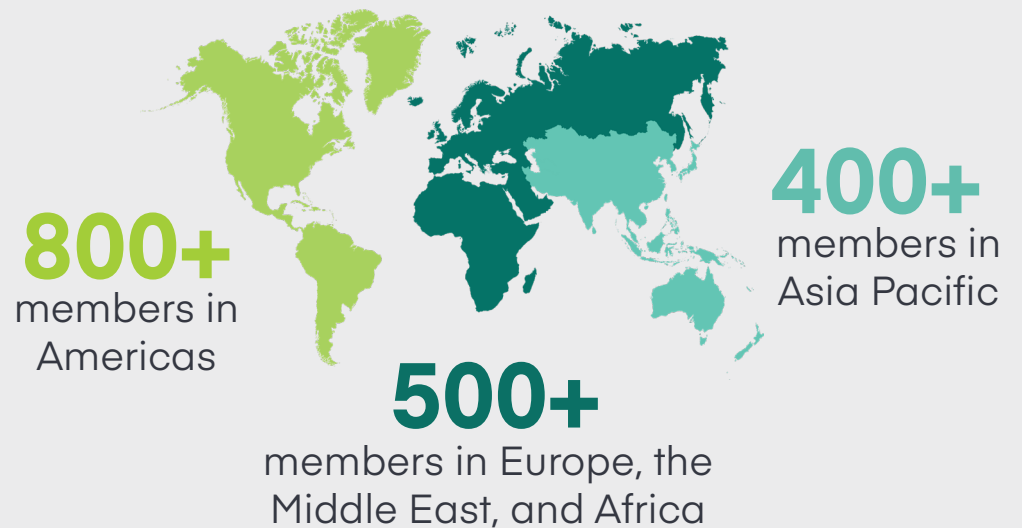 800+
members in
Americas
500+
members in Europe, the
Middle East, and Africa
400+
members in
Asia Pacific